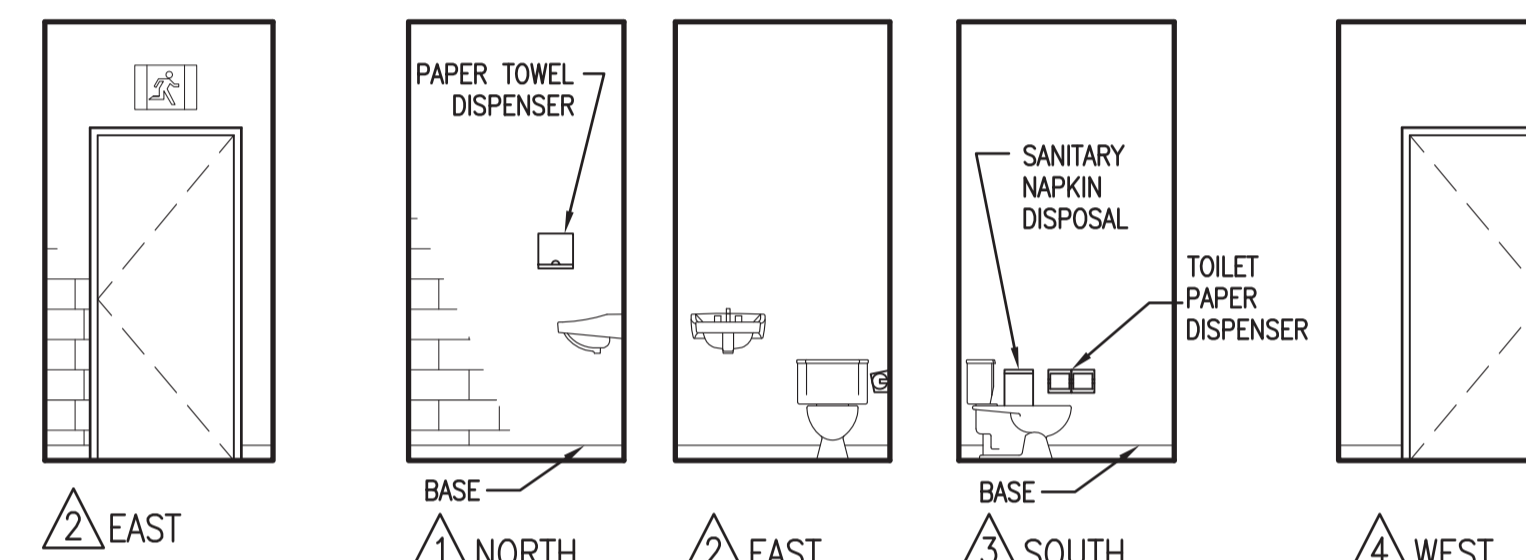 PAPER TOWEL
DISPENSER
SANITARY
NAPKIN
DISPOSAL
TOILET
PAPER
DISPENSER
BASE
BASE
2 EAST
1 NORTH
2 EAST
3 SOUTH
4 WEST